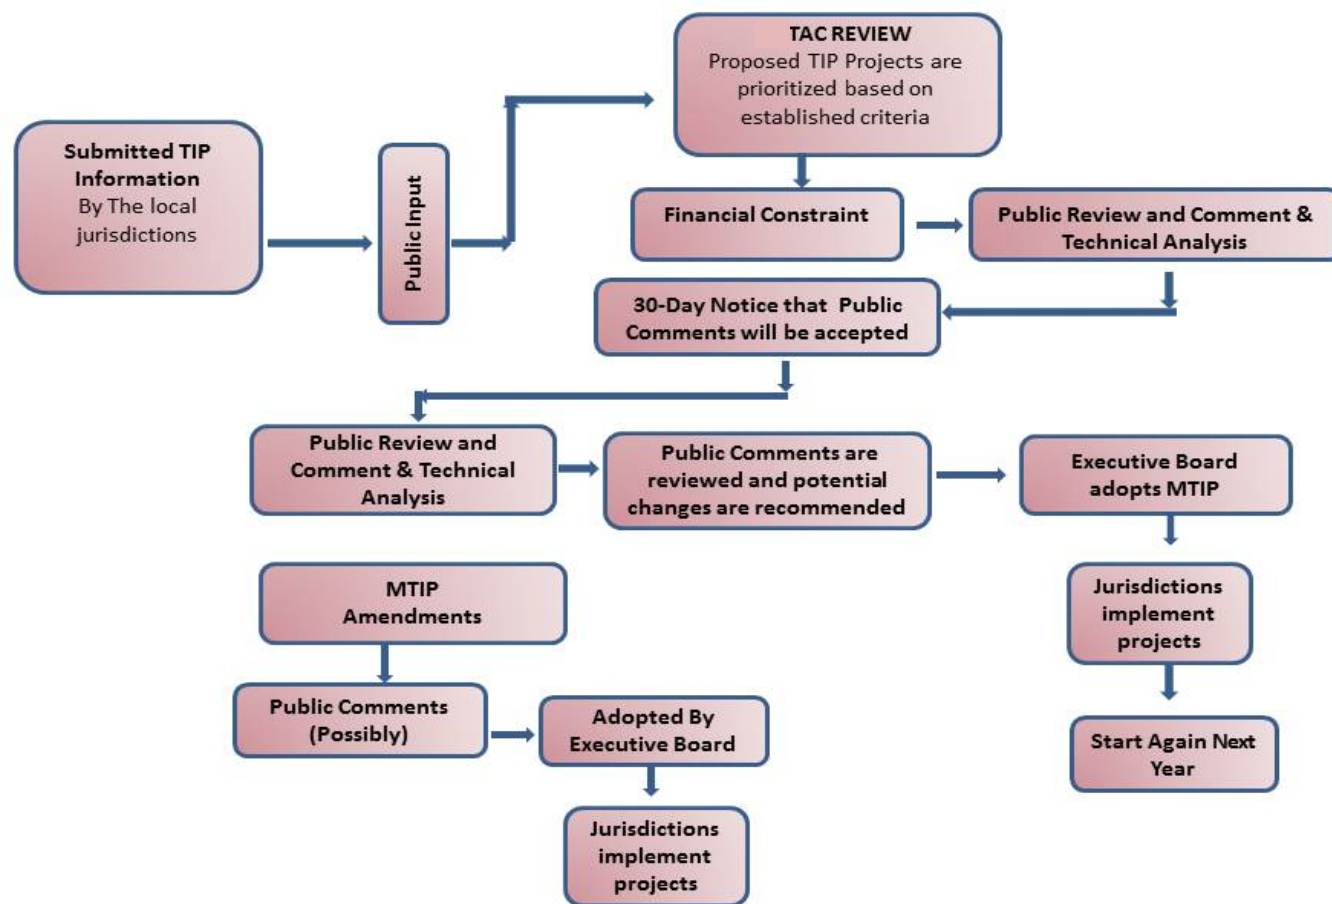 TAC REVIEW
Proposed TIP Projects are
prioritized based on
established criteria
Submitted TIP
Information
By The local
jurisdictions
Public Input
Financial Constraint
Public Review and Comment &
Technical Analysis
30-Day Notice that Public
Comments will be accepted
Public Review and
Comment & Technical
Analysis
Public Comments are
reviewed and potential
changes are recommended
Executive Board
adopts MTIP
Jurisdictions
implement
projects
Start Again Next
Year
MTIP
Amendments
Public Comments
(Possibly)
Adopted By
Executive Board
Jurisdictions
implement
projects